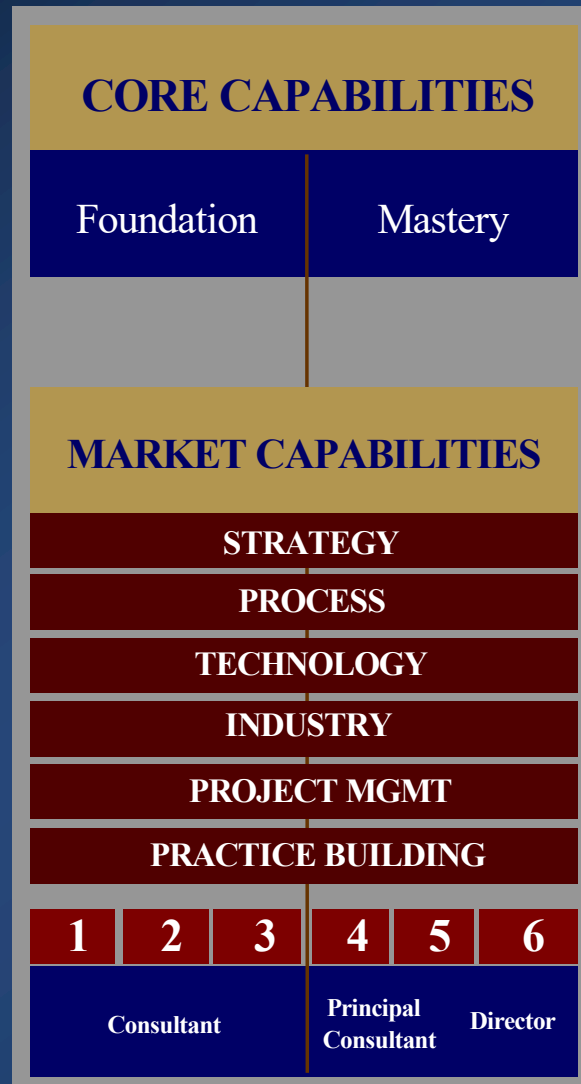 CORE CAPABILITIES
Foundation Mastery
MARKET CAPABILITIES
STRATEGY
PROCESS
TECHNOLOGY
INDUSTRY
PROJECT MGMT
PRACTICE BUILDING
1 2 3 4 5 6
Consultant
Principal
Consultant
Director